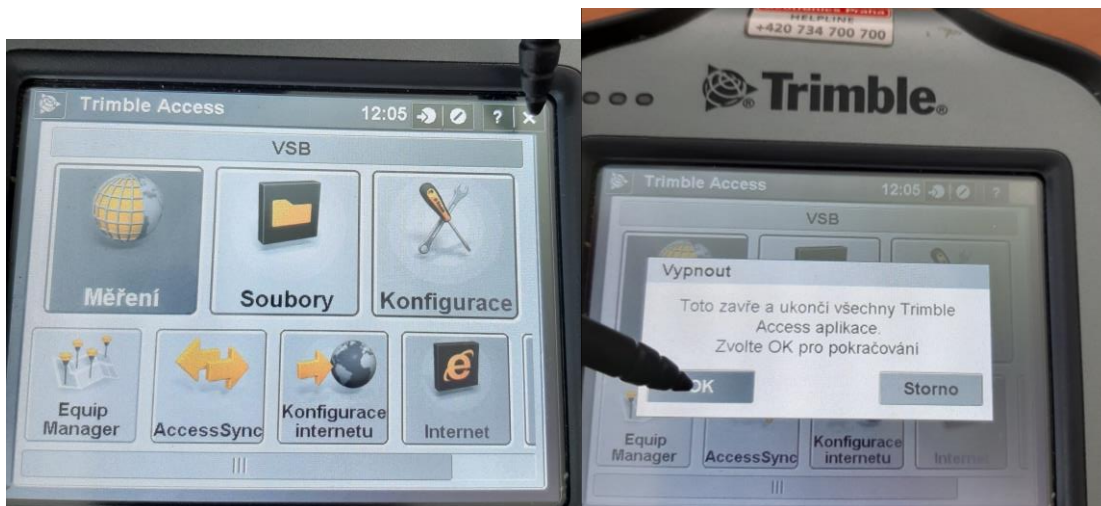 Trimble Access
12:05
?
VSB
Měření
Soubory
Konfigurace
Equip
Manager
AccessSync
Konfigurace
internetu
Internet
HELPLINE
+420 734 700 700
Trimble
Trimble Access
12:05
?
VSB
Vypnout
Toto zavře a ukončí všechny Trimble
Access aplikace.
Zvolte OK pro pokračování
OK
Storno
Equip
Manager
AccessSync
Konfigurace
internetu
Internet